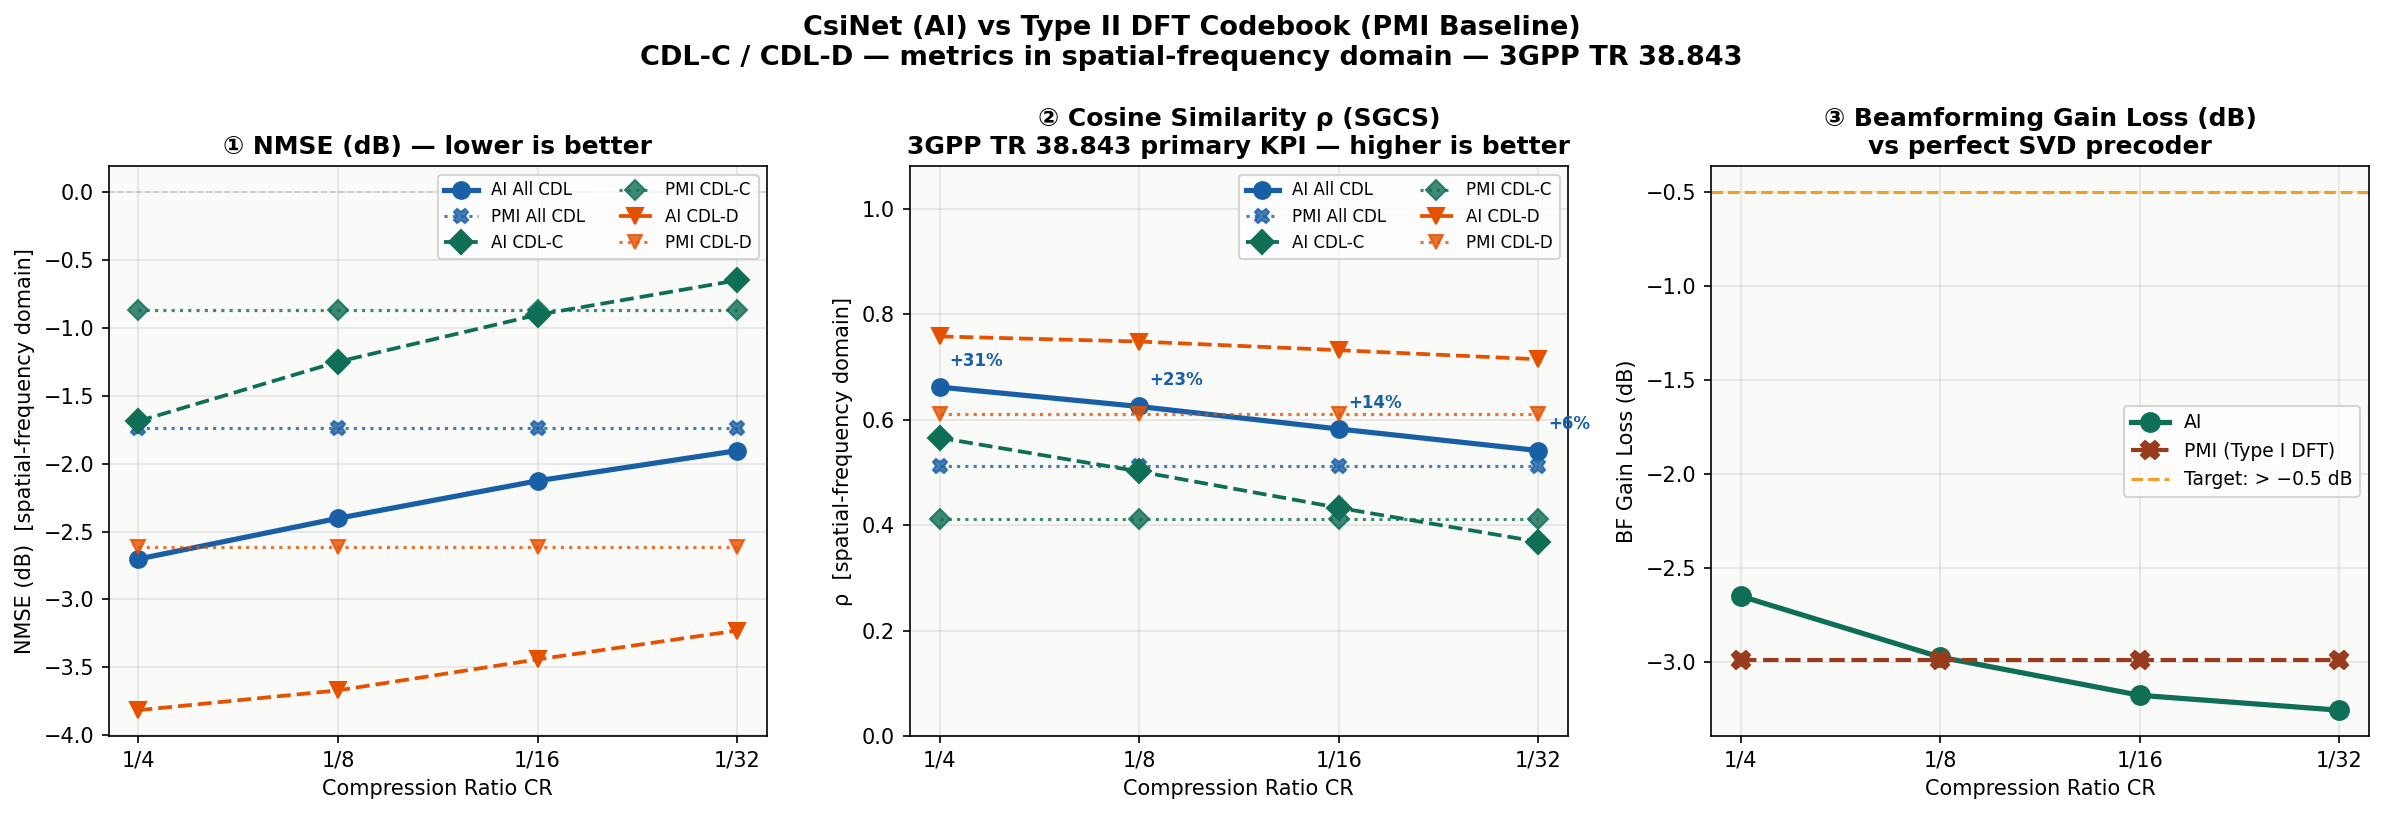 CsiNet (AI) vs Type II DFT Codebook (PMI Baseline)
CDL-C / CDL-D — metrics in spatial-frequency domain — 3GPP TR 38.843
① NMSE (dB) — lower is better
0.0
−0.5
−1.0
−1.5
−2.0
−2.5
−3.0
−3.5
−4.0
NMSE (dB)  [spatial-frequency domain]
AI All CDL
PMI All CDL
AI CDL-C
PMI CDL-C
AI CDL-D
PMI CDL-D
1/4
1/8
1/16
1/32
Compression Ratio CR
② Cosine Similarity ρ (SGCS)
3GPP TR 38.843 primary KPI — higher is better
1.0
0.8
0.6
0.4
0.2
0.0
ρ  [spatial-frequency domain]
AI All CDL
PMI All CDL
AI CDL-C
PMI CDL-C
AI CDL-D
PMI CDL-D
+31%
+23%
+14%
+6%
1/4
1/8
1/16
1/32
Compression Ratio CR
③ Beamforming Gain Loss (dB)
vs perfect SVD precoder
−0.5
−1.0
−1.5
−2.0
−2.5
−3.0
BF Gain Loss (dB)
AI
PMI (Type I DFT)
Target: > −0.5 dB
1/4
1/8
1/16
1/32
Compression Ratio CR